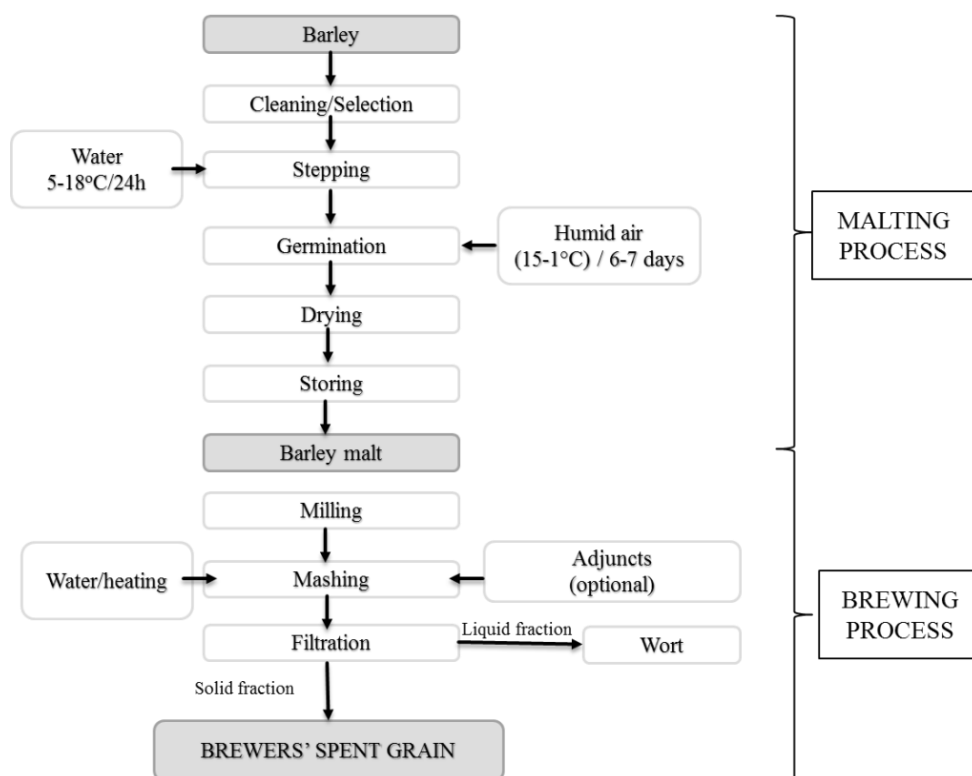 Barley
Cleaning/Selection
Water
5-18°C/24h
Stepping
Germination
Humid air
(15-1°C) / 6-7 days
MALTING
PROCESS
Drying
Storing
Barley malt
Milling
Water/heating
Mashing
Adjuncts
(optional)
BREWING
PROCESS
Filtration
Liquid fraction
Wort
Solid fraction
BREWERS’ SPENT GRAIN